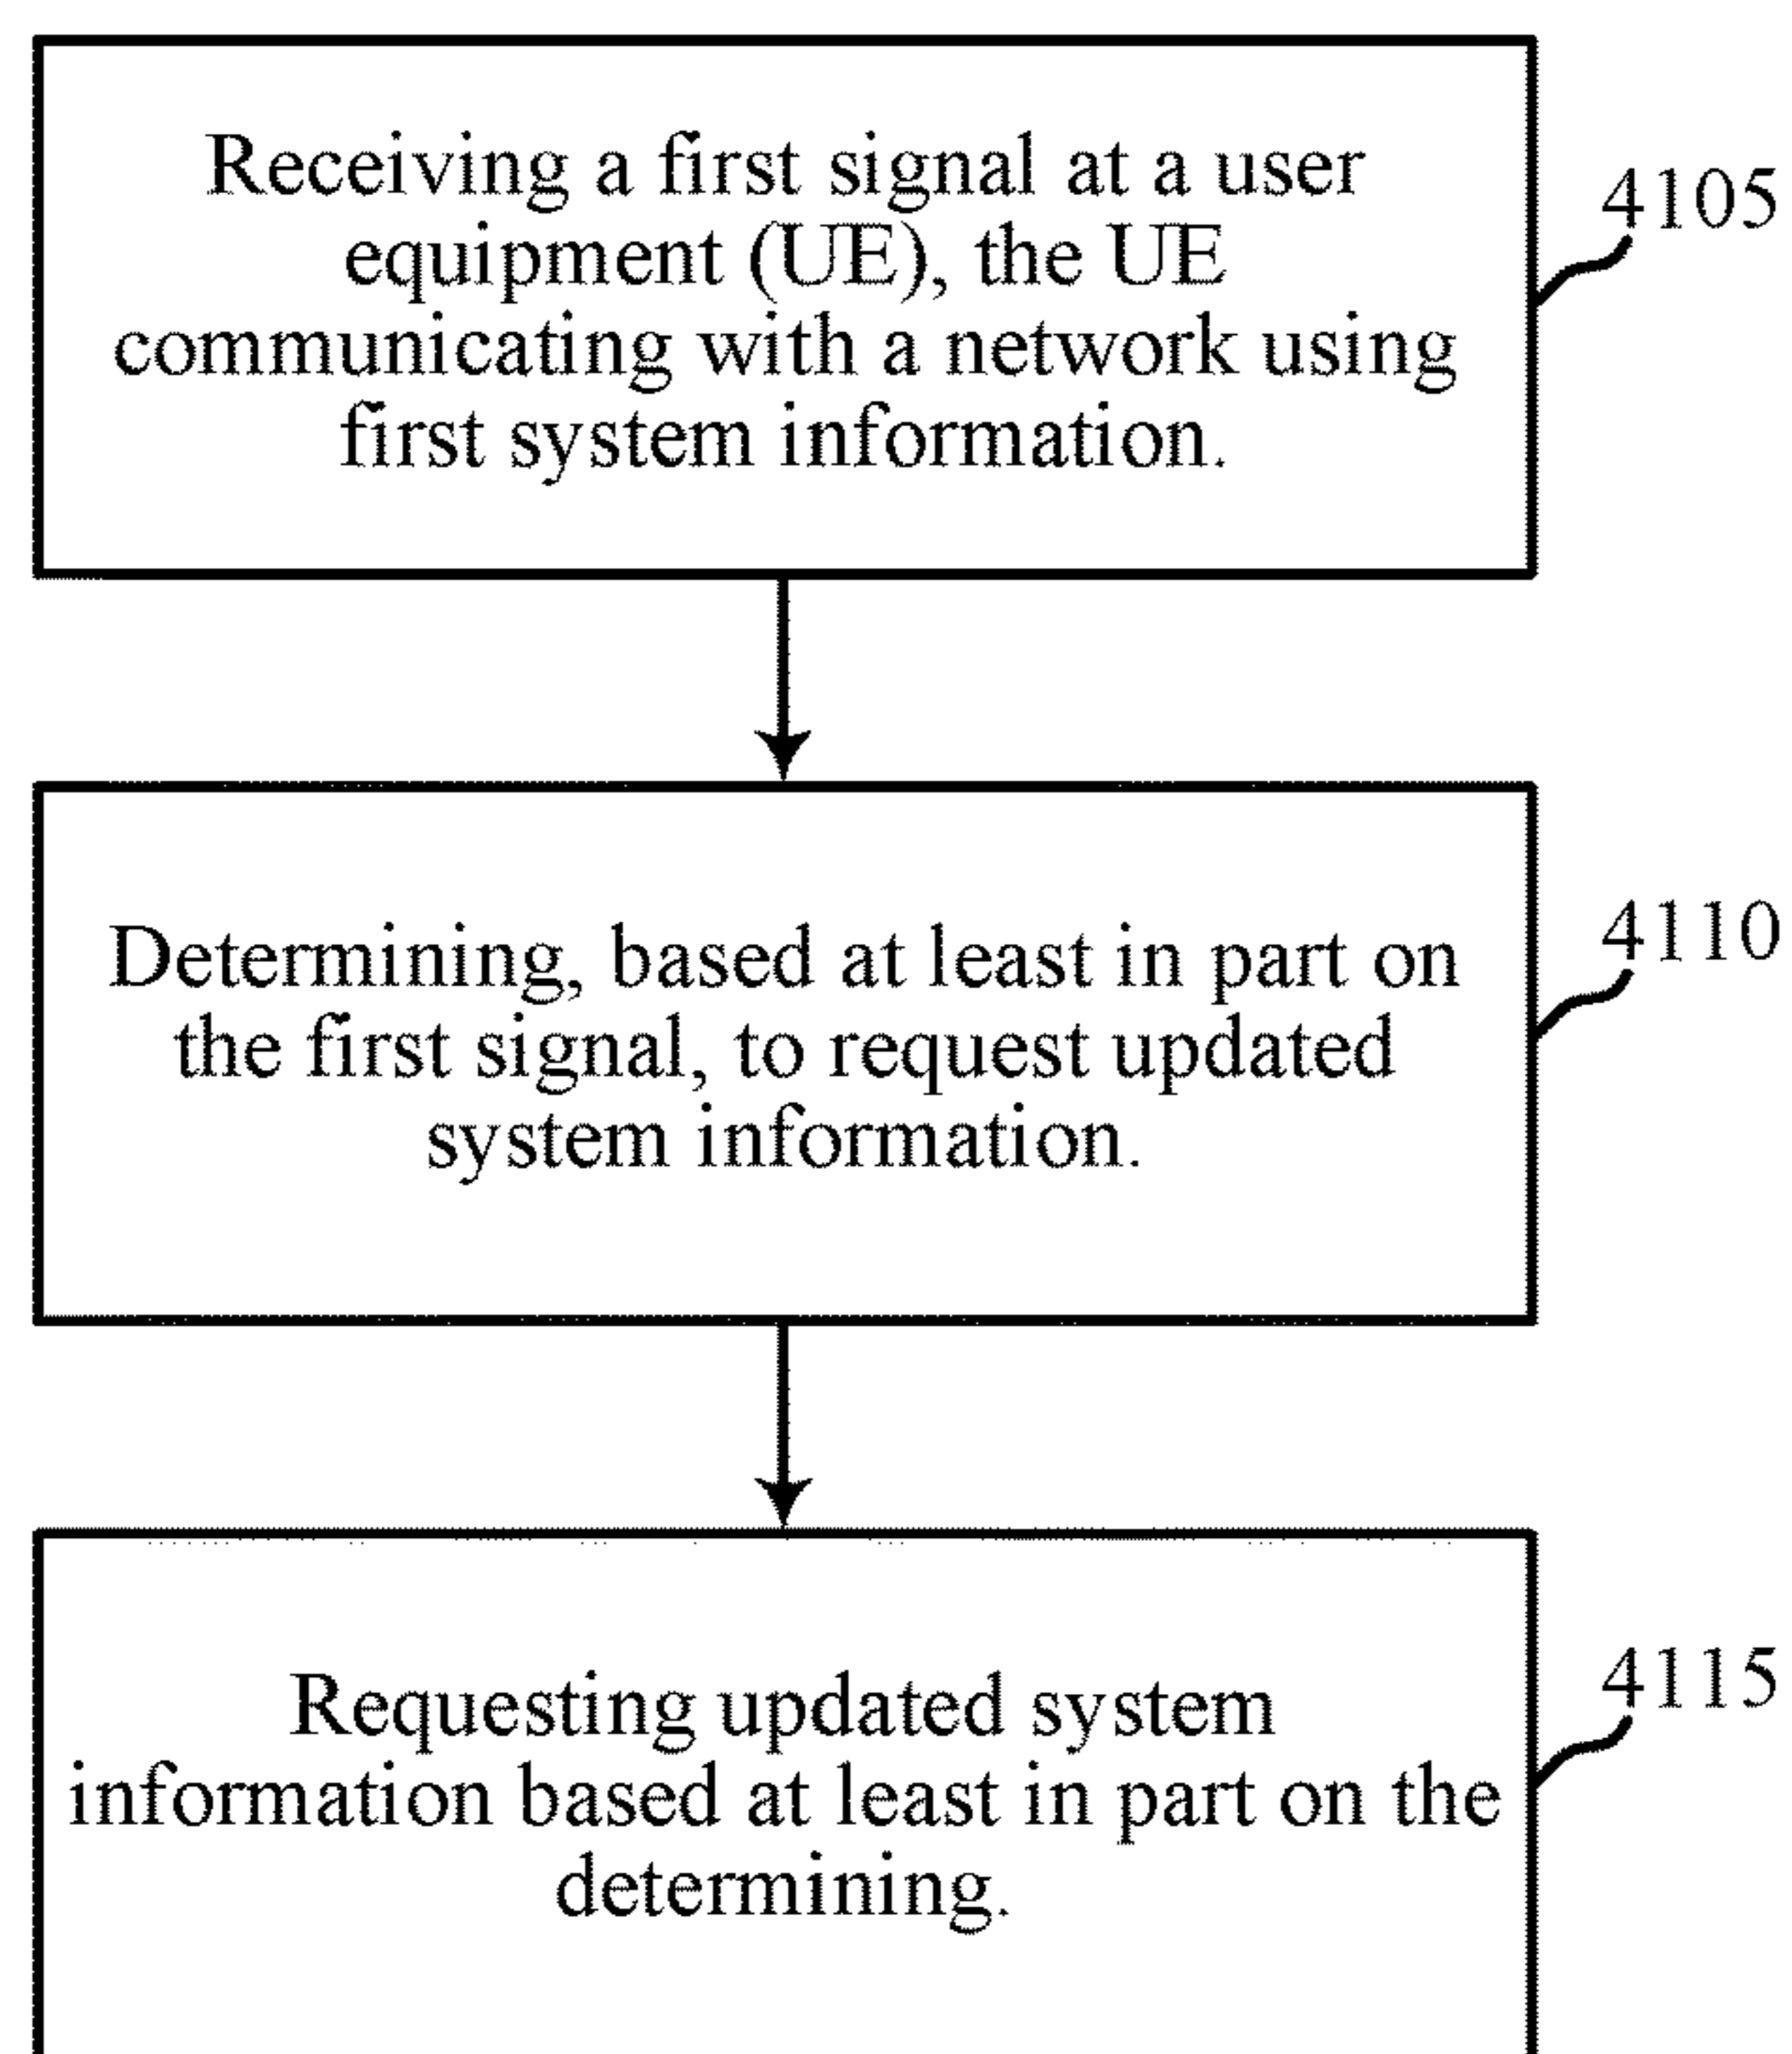 Receiving a first signal at a user
equipment (UE), the UE
communicating with a network using
first system information.
4105
Determining, based at least in part on
the first signal, to request updated
system information.
4110
Requesting updated system
information based at least in part on the
determining.
4115